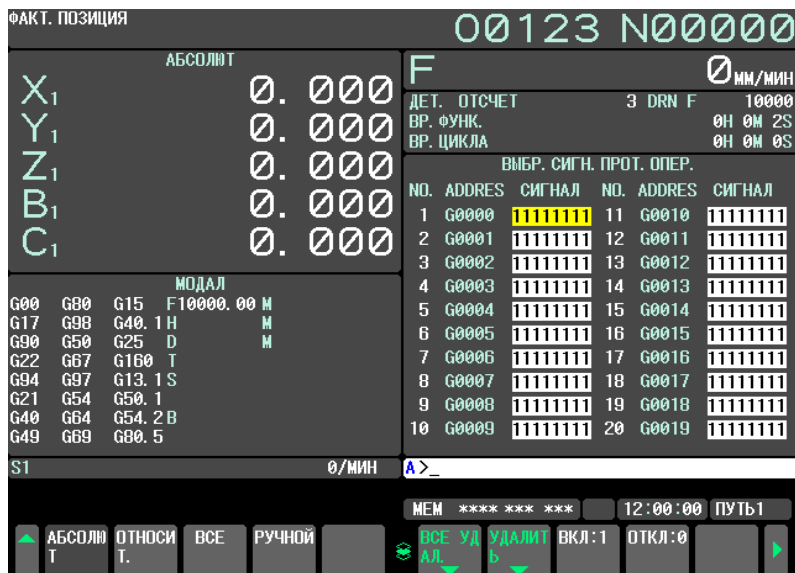 ФАКТ. ПОЗИЦИЯ
O0123 N00000
АБСОЛЮТ
X1 0. 000
Y1 0. 000
Z1 0. 000
B1 0. 000
C1 0. 000
F 0 ММ/МИН
ДЕТ. ОТСЧЕТ 3 DRN F 10000
ВР. ФУНК. 0H 0M 2S
ВР. ЦИКЛА 0H 0M 0S
ВЫБР. СИГН. ПРОТ. ОПЕР.
NO. ADDRES СИГНАЛ NO. ADDRES СИГНАЛ
1 G0000 11111111 11 G0010 11111111
2 G0001 11111111 12 G0011 11111111
3 G0002 11111111 13 G0012 11111111
4 G0003 11111111 14 G0013 11111111
5 G0004 11111111 15 G0014 11111111
6 G0005 11111111 16 G0015 11111111
7 G0006 11111111 17 G0016 11111111
8 G0007 11111111 18 G0017 11111111
9 G0008 11111111 19 G0018 11111111
10 G0009 11111111 20 G0019 11111111
МОДАЛ
G00 G80 G15 F10000. 00 M
G17 G98 G40. 1 H M
G90 G50 G25 D M
G22 G67 G160 T
G94 G97 G13. 1 S
G21 G54 G50. 1
G40 G64 G54. 2 B
G49 G69 G80. 5
S1 0/МИН
A >_
MEM **** *** *** 12:00:00 ПУТЬ1
АБСОЛЮ
Т
ОТНОСИ
Т.
ВСЕ
РУЧНОЙ
ВСЕ УД
АЛ.
УДАЛИТ
Ь
ВКЛ:1
ОТКЛ:0